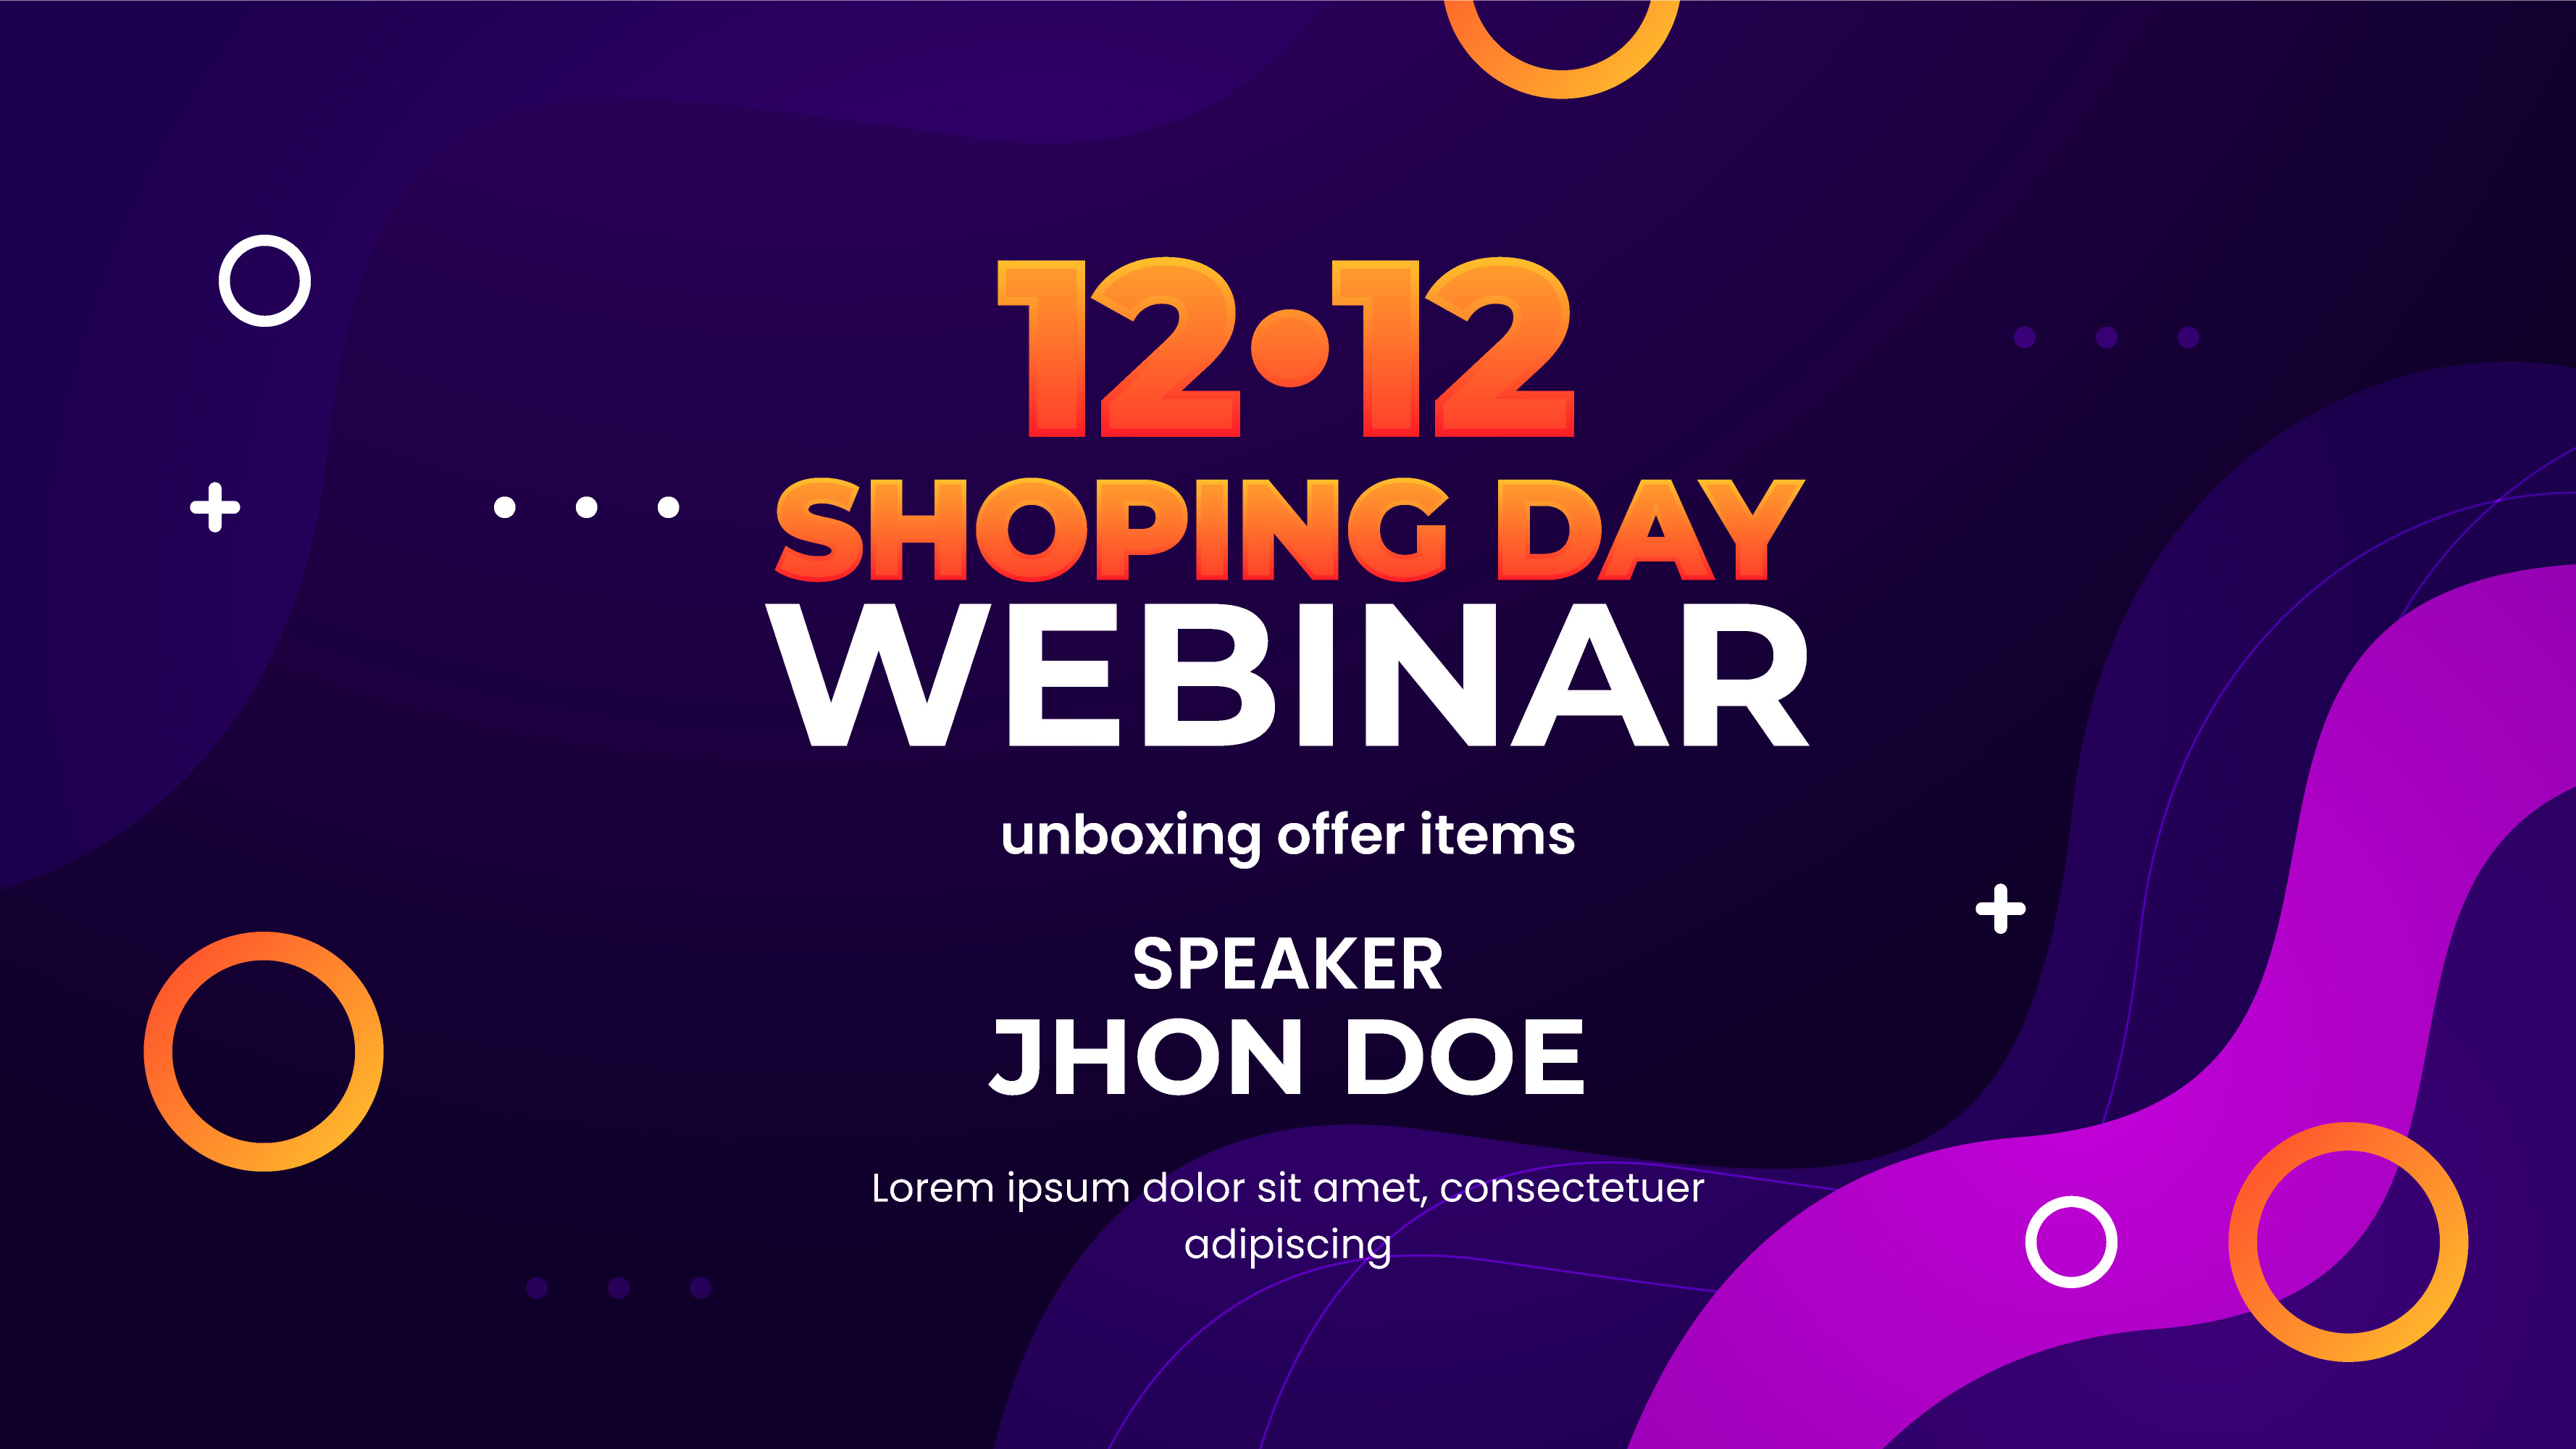 12•12
SHOPING DAY
WEBINAR
unboxing offer items
SPEAKER
JHON DOE
Lorem ipsum dolor sit amet, consectetuer
adipiscing